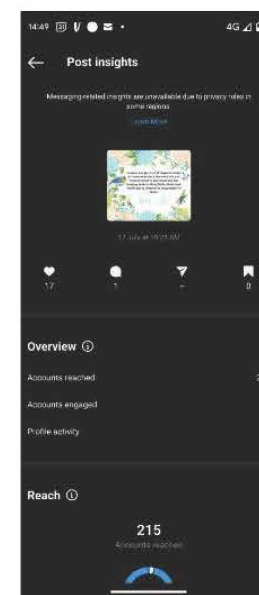 14:49
4G
Post insights
Messaging-related insights are unavailable due to privacy rules in
some regions
Learn More
17 July at 10:21 AM
17
1
--
0
Overview
Accounts reached
Accounts engaged
Profile activity
Reach
215
Accounts reached